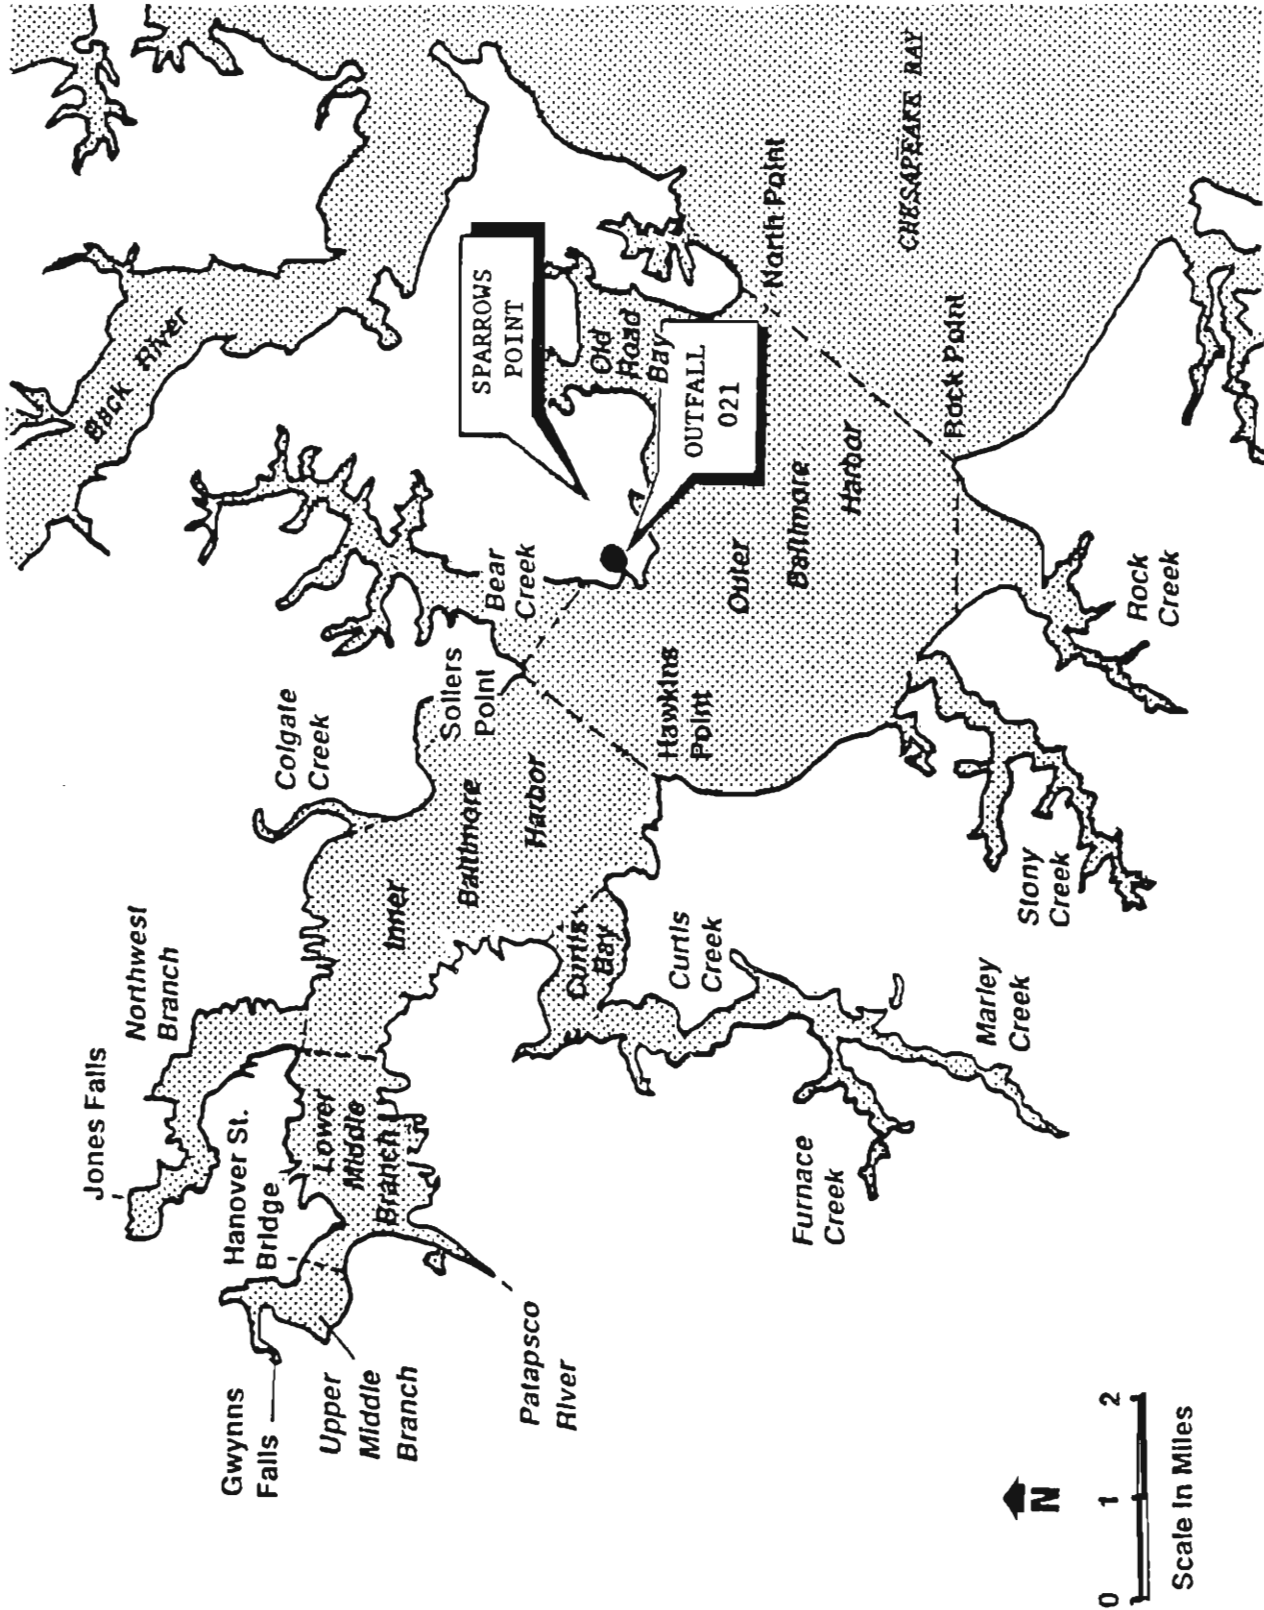 Jones Falls
Northwest
Branch
Colgate
Creek
Back River
Hanover St.
Bridge
Gwynns
Falls
Upper
Middle
Branch
Lower
Middle
Branch
Patapsco
River
Inner
Baltimore
Harbor
Sollers
Point
Bear
Creek
SPARROWS
POINT
Old
Road
Bay
OUTFALL
021
North Point
CHESAPEAKE BAY
Curtis
Bay
Curtis
Creek
Hawkins
Point
Outer
Baltimore
Harbor
Rock Point
Rock
Creek
Stony
Creek
Marley
Creek
Furnace
Creek
N
0 1 2
Scale In Miles